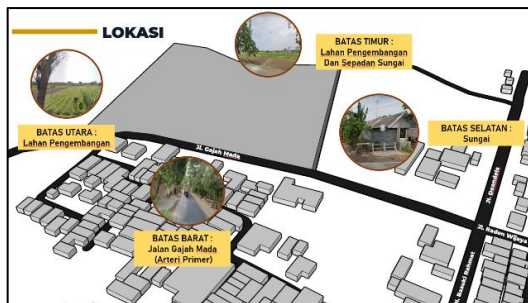 LOKASI
BATAS TIMUR :
Lahan Pengembangan
Dan Sepadan Sungai
BATAS UTARA :
Lahan Pengembangan
BATAS SELATAN :
Sungai
Jl. Gajah Mada
BATAS BARAT :
Jalan Gajah Mada
(Arteri Primer)
Jl. Raden Wijaya